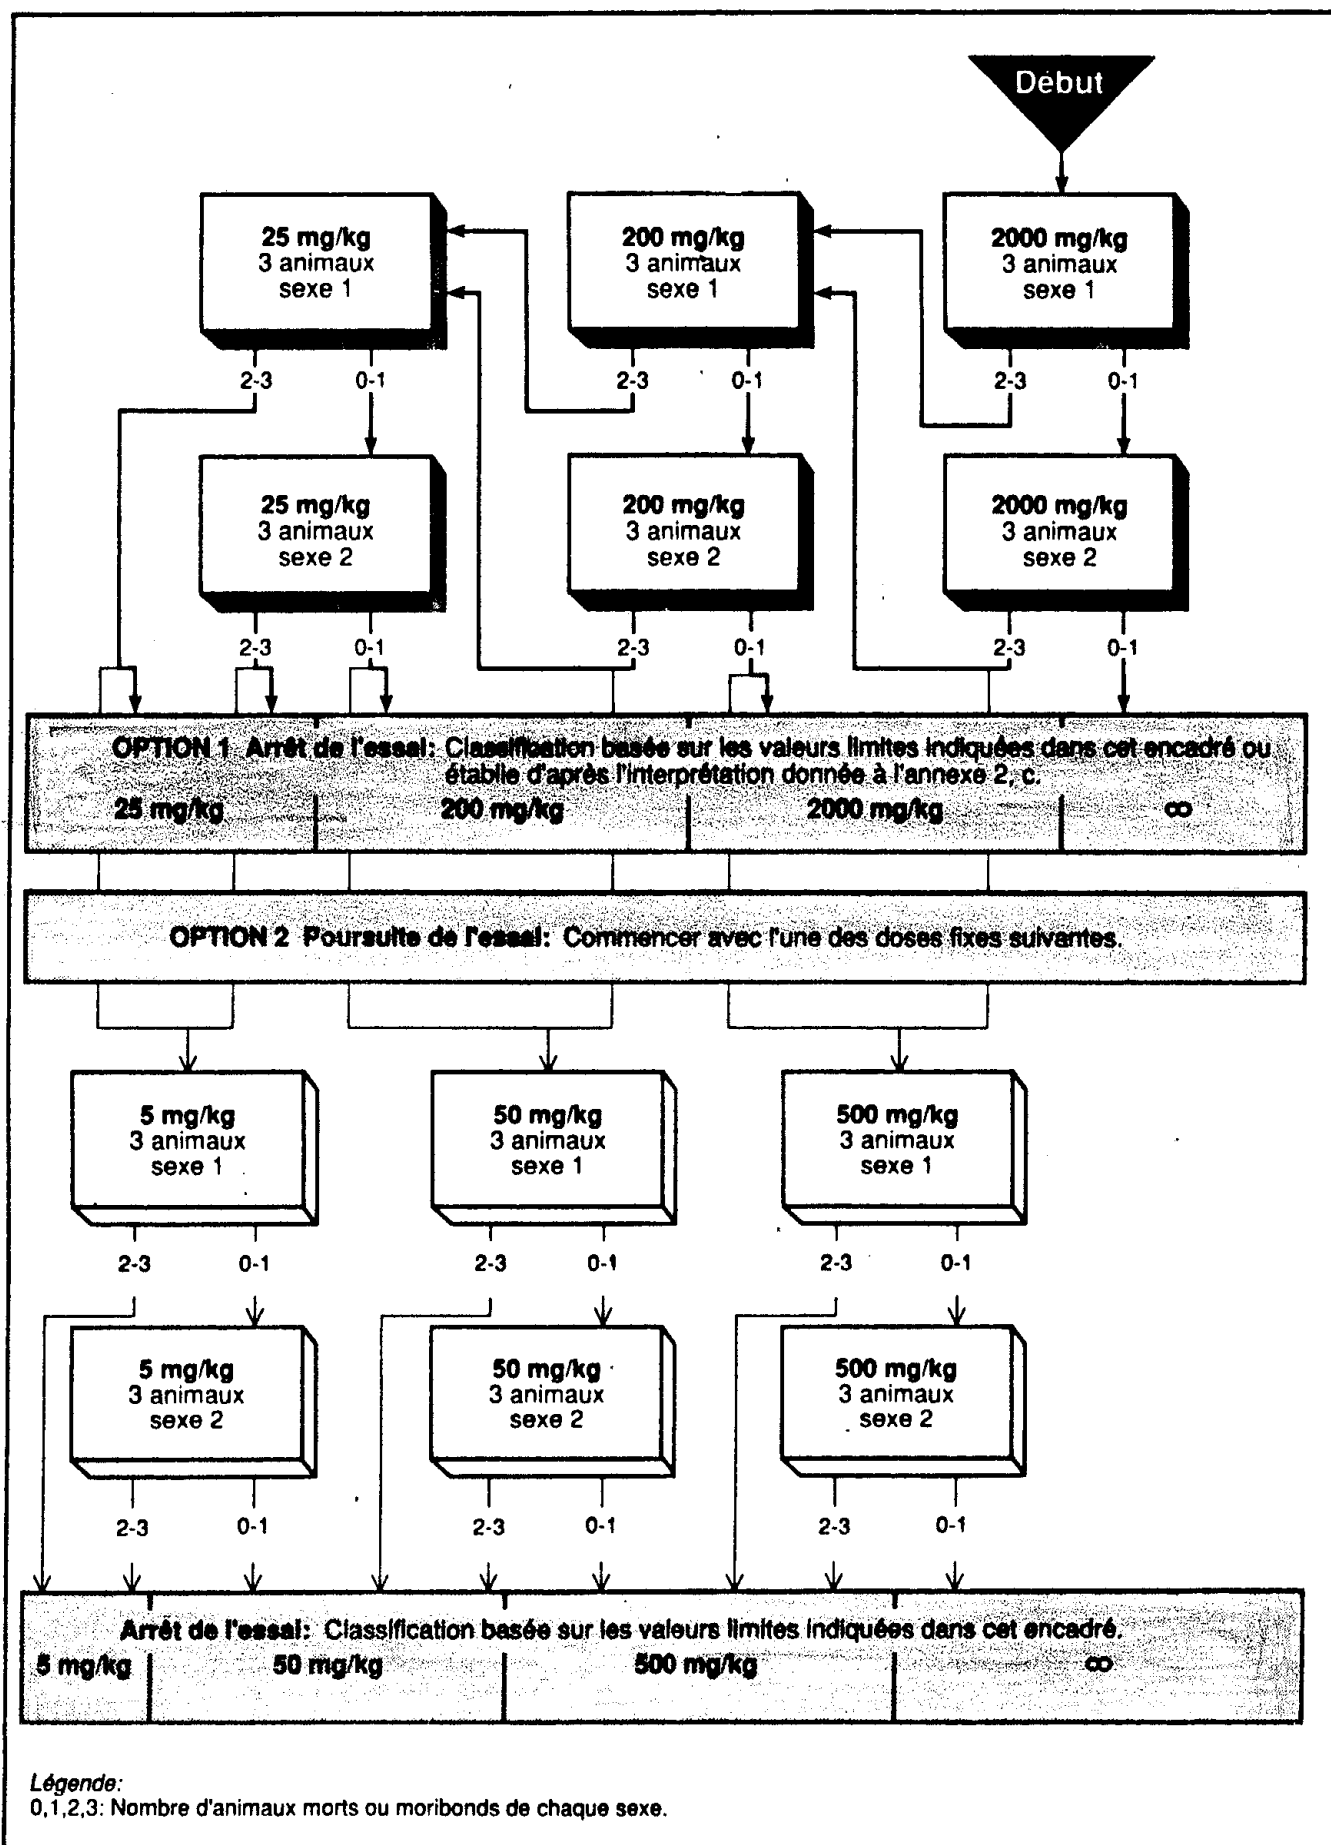 Début
25 mg/kg
3 animaux
sexe 1
200 mg/kg
3 animaux
sexe 1
2000 mg/kg
3 animaux
sexe 1
2-3
0-1
2-3
0-1
2-3
0-1
25 mg/kg
3 animaux
sexe 2
200 mg/kg
3 animaux
sexe 2
2000 mg/kg
3 animaux
sexe 2
2-3
0-1
2-3
0-1
2-3
0-1
OPTION 1 Arrêt de l'essai: Classification basée sur les valeurs limites indiquées dans cet encadré ou
établie d'après l'interprétation donnée à l'annexe 2, c.
25 mg/kg
200 mg/kg
2000 mg/kg
∞
OPTION 2 Poursuite de l'essai: Commencer avec l'une des doses fixes suivantes.
5 mg/kg
3 animaux
sexe 1
50 mg/kg
3 animaux
sexe 1
500 mg/kg
3 animaux
sexe 1
2-3
0-1
2-3
0-1
2-3
0-1
5 mg/kg
3 animaux
sexe 2
50 mg/kg
3 animaux
sexe 2
500 mg/kg
3 animaux
sexe 2
2-3
0-1
2-3
0-1
2-3
0-1
Arrêt de l'essai: Classification basée sur les valeurs limites indiquées dans cet encadré.
5 mg/kg
50 mg/kg
500 mg/kg
∞
Légende:
0,1,2,3: Nombre d'animaux morts ou moribonds de chaque sexe.